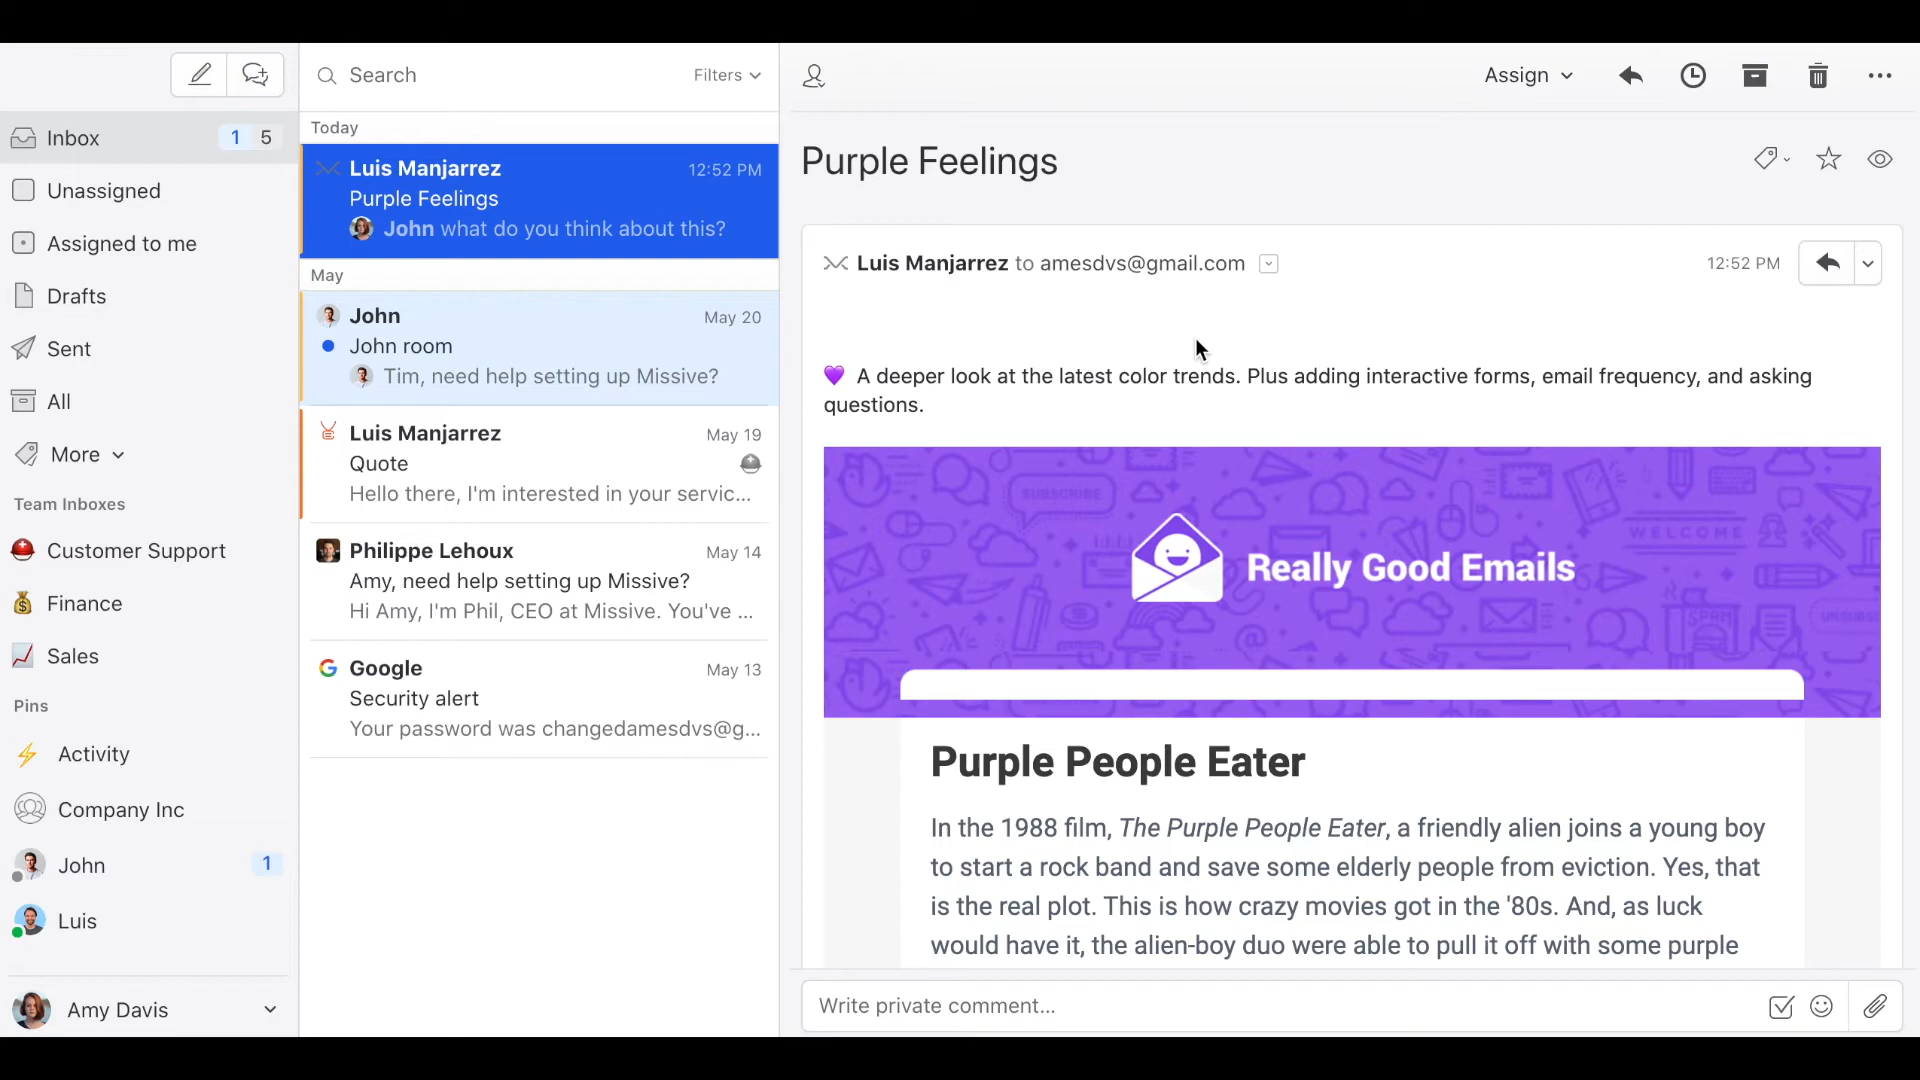 Search
Filters
Assign
Inbox 1 5
Unassigned
Assigned to me
Drafts
Sent
All
More
Team Inboxes
Customer Support
Finance
Sales
Pins
Activity
Company Inc
John 1
Luis
Amy Davis
Today
Luis Manjarrez 12:52 PM
Purple Feelings
John what do you think about this?
May
John May 20
John room
Tim, need help setting up Missive?
Luis Manjarrez May 19
Quote
Hello there, I'm interested in your servic...
Philippe Lehoux May 14
Amy, need help setting up Missive?
Hi Amy, I'm Phil, CEO at Missive. You've ...
Google May 13
Security alert
Your password was changedamesdvs@g...
Purple Feelings
Luis Manjarrez to amesdvs@gmail.com 12:52 PM
💜 A deeper look at the latest color trends. Plus adding interactive forms, email frequency, and asking
questions.
SUBSCRIBE
WELCOME
Really Good Emails
SPAM
Purple People Eater
In the 1988 film, The Purple People Eater, a friendly alien joins a young boy
to start a rock band and save some elderly people from eviction. Yes, that
is the real plot. This is how crazy movies got in the '80s. And, as luck
would have it, the alien-boy duo were able to pull it off with some purple
Write private comment...